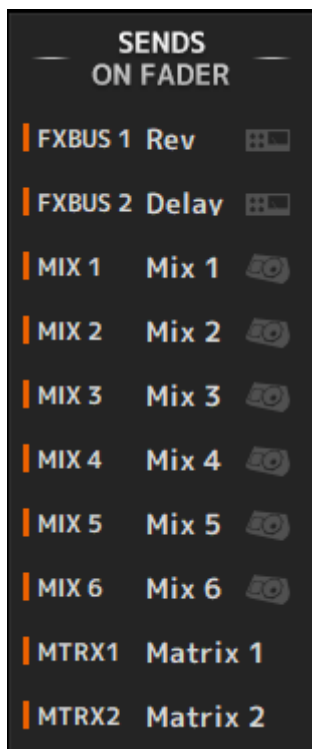 SENDS
ON FADER
FXBUS 1 Rev
FXBUS 2 Delay
MIX 1 Mix 1
MIX 2 Mix 2
MIX 3 Mix 3
MIX 4 Mix 4
MIX 5 Mix 5
MIX 6 Mix 6
MTRX1 Matrix 1
MTRX2 Matrix 2